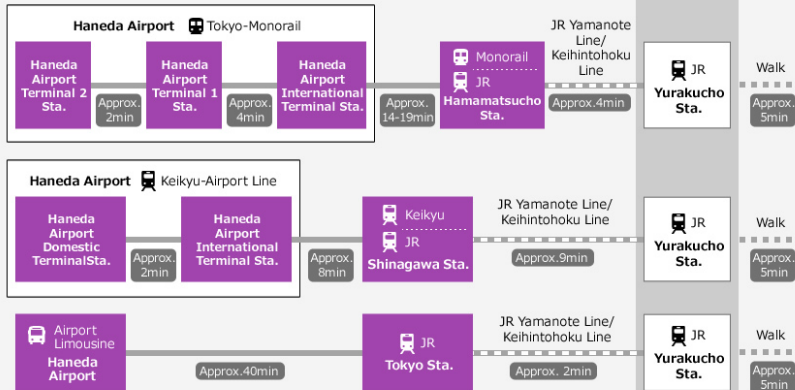 Haneda Airport Tokyo-Monorail
Haneda
Airport
Terminal 2
Sta.
Approx.
2min
Haneda
Airport
Terminal 1
Sta.
Approx.
4min
Haneda
Airport
International
Terminal Sta.
Approx.
14-19min
Monorail
JR
Hamamatsucho
Sta.
JR Yamanote
Line/
Keihintohoku
Line
Approx.4min
JR
Yurakucho
Sta.
Walk
Approx.
5min
Haneda Airport Keikyu-Airport Line
Haneda
Airport
Domestic
TerminalSta.
Approx.
2min
Haneda
Airport
International
Terminal Sta.
Approx.
8min
Keikyu
JR
Shinagawa Sta.
JR Yamanote Line/
Keihintohoku Line
Approx.9min
JR
Yurakucho
Sta.
Walk
Approx.
5min
Airport
Limousine
Haneda
Airport
Approx.40min
JR
Tokyo Sta.
JR Yamanote Line/
Keihintohoku Line
Approx. 2min
JR
Yurakucho
Sta.
Walk
Approx.
5min